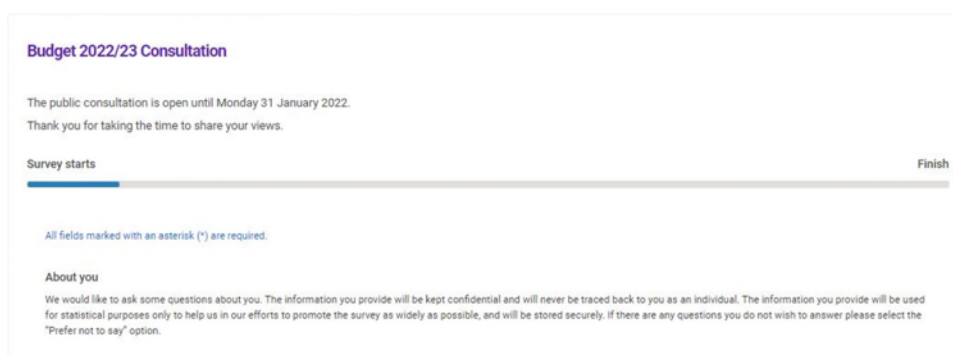 Budget 2022/23 Consultation
The public consultation is open until Monday 31 January 2022.
Thank you for taking the time to share your views.
Survey starts Finish
All fields marked with an asterisk (*) are required.
About you
We would like to ask some questions about you. The information you provide will be kept confidential and will never be traced back to you as an individual. The information you provide will be used
for statistical purposes only to help us in our efforts to promote the survey as widely as possible, and will be stored securely. If there are any questions you do not wish to answer please select the
"Prefer not to say" option.